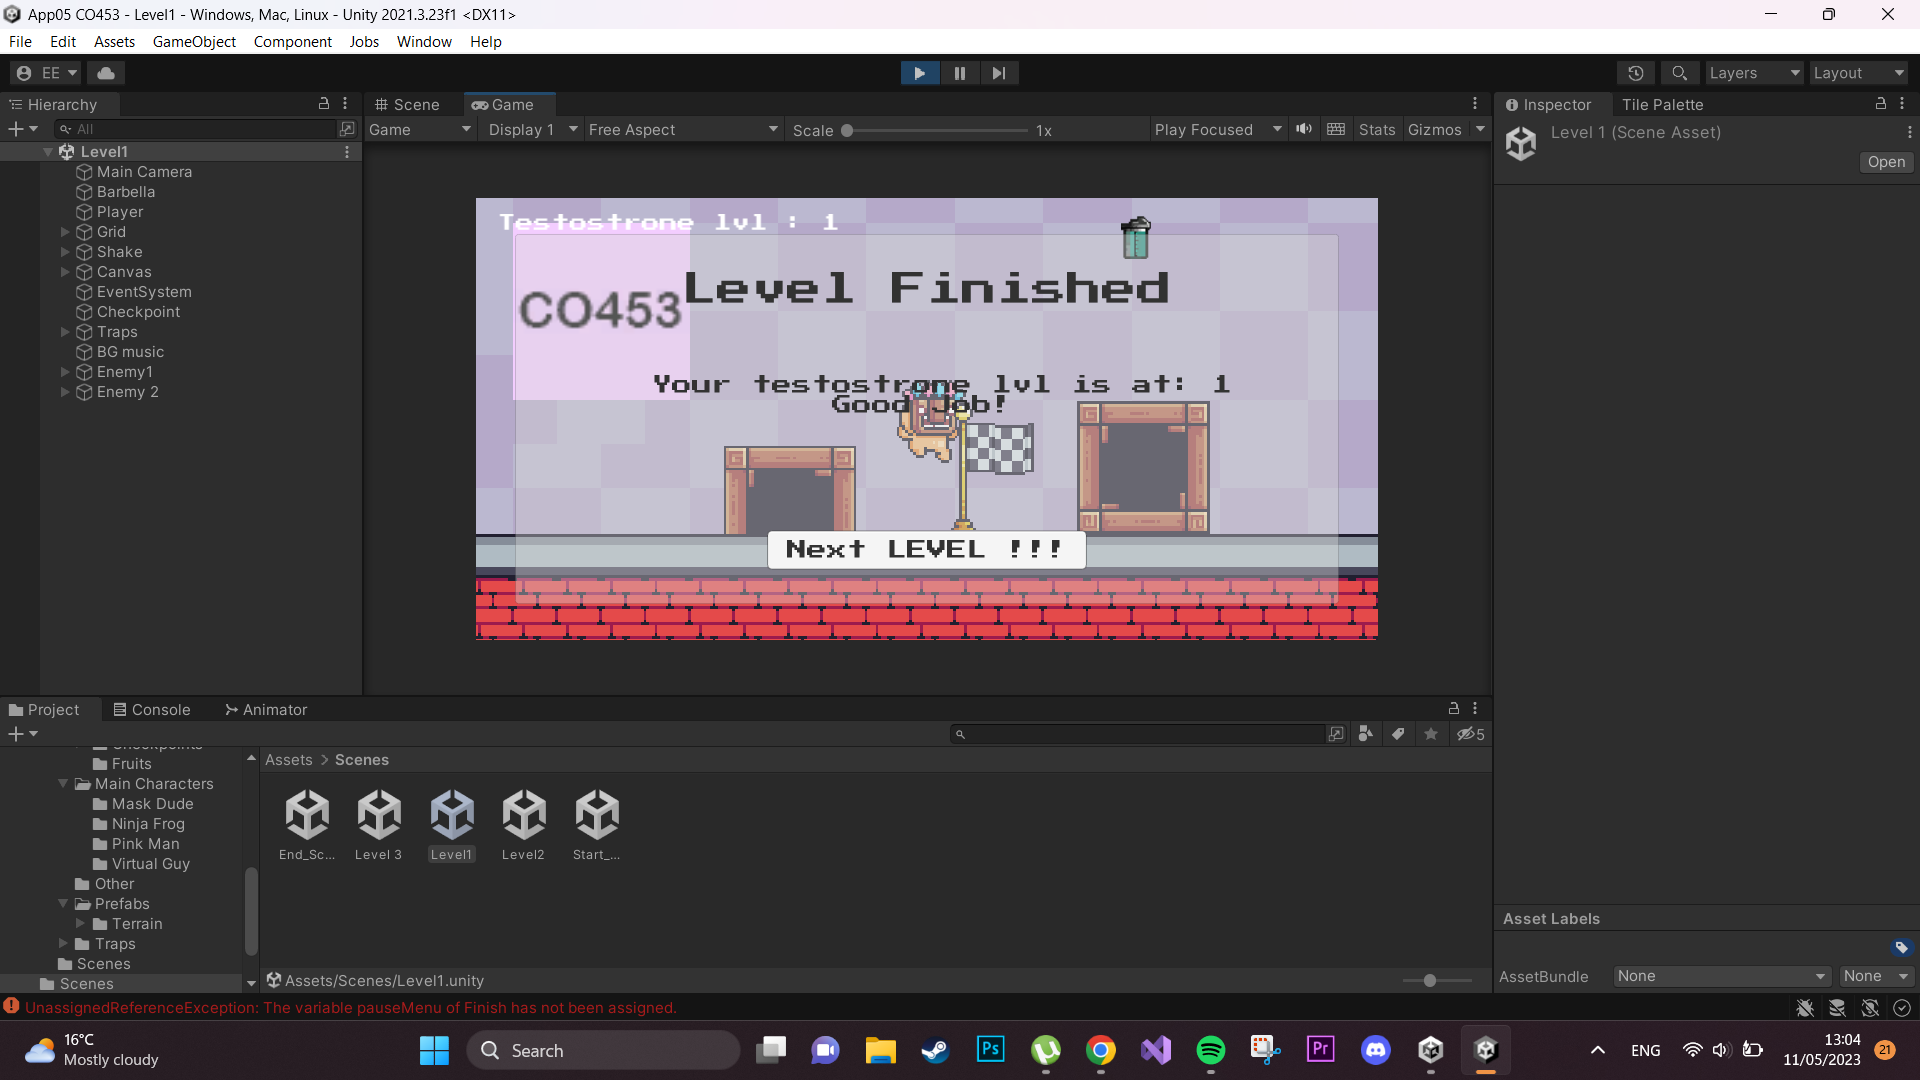 App05 CO453 - Level1 - Windows, Mac, Linux - Unity 2021.3.23f1 <DX11>
File Edit Assets GameObject Component Jobs Window Help
EE Layers Layout
Hierarchy Scene Game Inspector Tile Palette
All Game Display 1 Free Aspect Scale 1x Play Focused Stats Gizmos Level 1 (Scene Asset)
Open
Level1
Main Camera
Barbella
Player
Grid
Shake
Canvas
EventSystem
Checkpoint
Traps
BG music
Enemy1
Enemy 2
Testostrone lvl : 1
Level Finished
CO453
Your testostrone lvl is at: 1
Good Job!
Next LEVEL !!!
Project Console Animator
5
Checkpoints
Fruits
Main Characters
Mask Dude
Ninja Frog
Pink Man
Virtual Guy
Other
Prefabs
Terrain
Traps
Scenes
Scenes
Assets > Scenes
End_Sc... Level 3 Level1 Level2 Start_...
Assets/Scenes/Level1.unity
Asset Labels
AssetBundle None None
UnassignedReferenceException: The variable pauseMenu of Finish has not been assigned.
16°C
Mostly cloudy
Search
Ps
Pr
ENG
13:04
11/05/2023
21